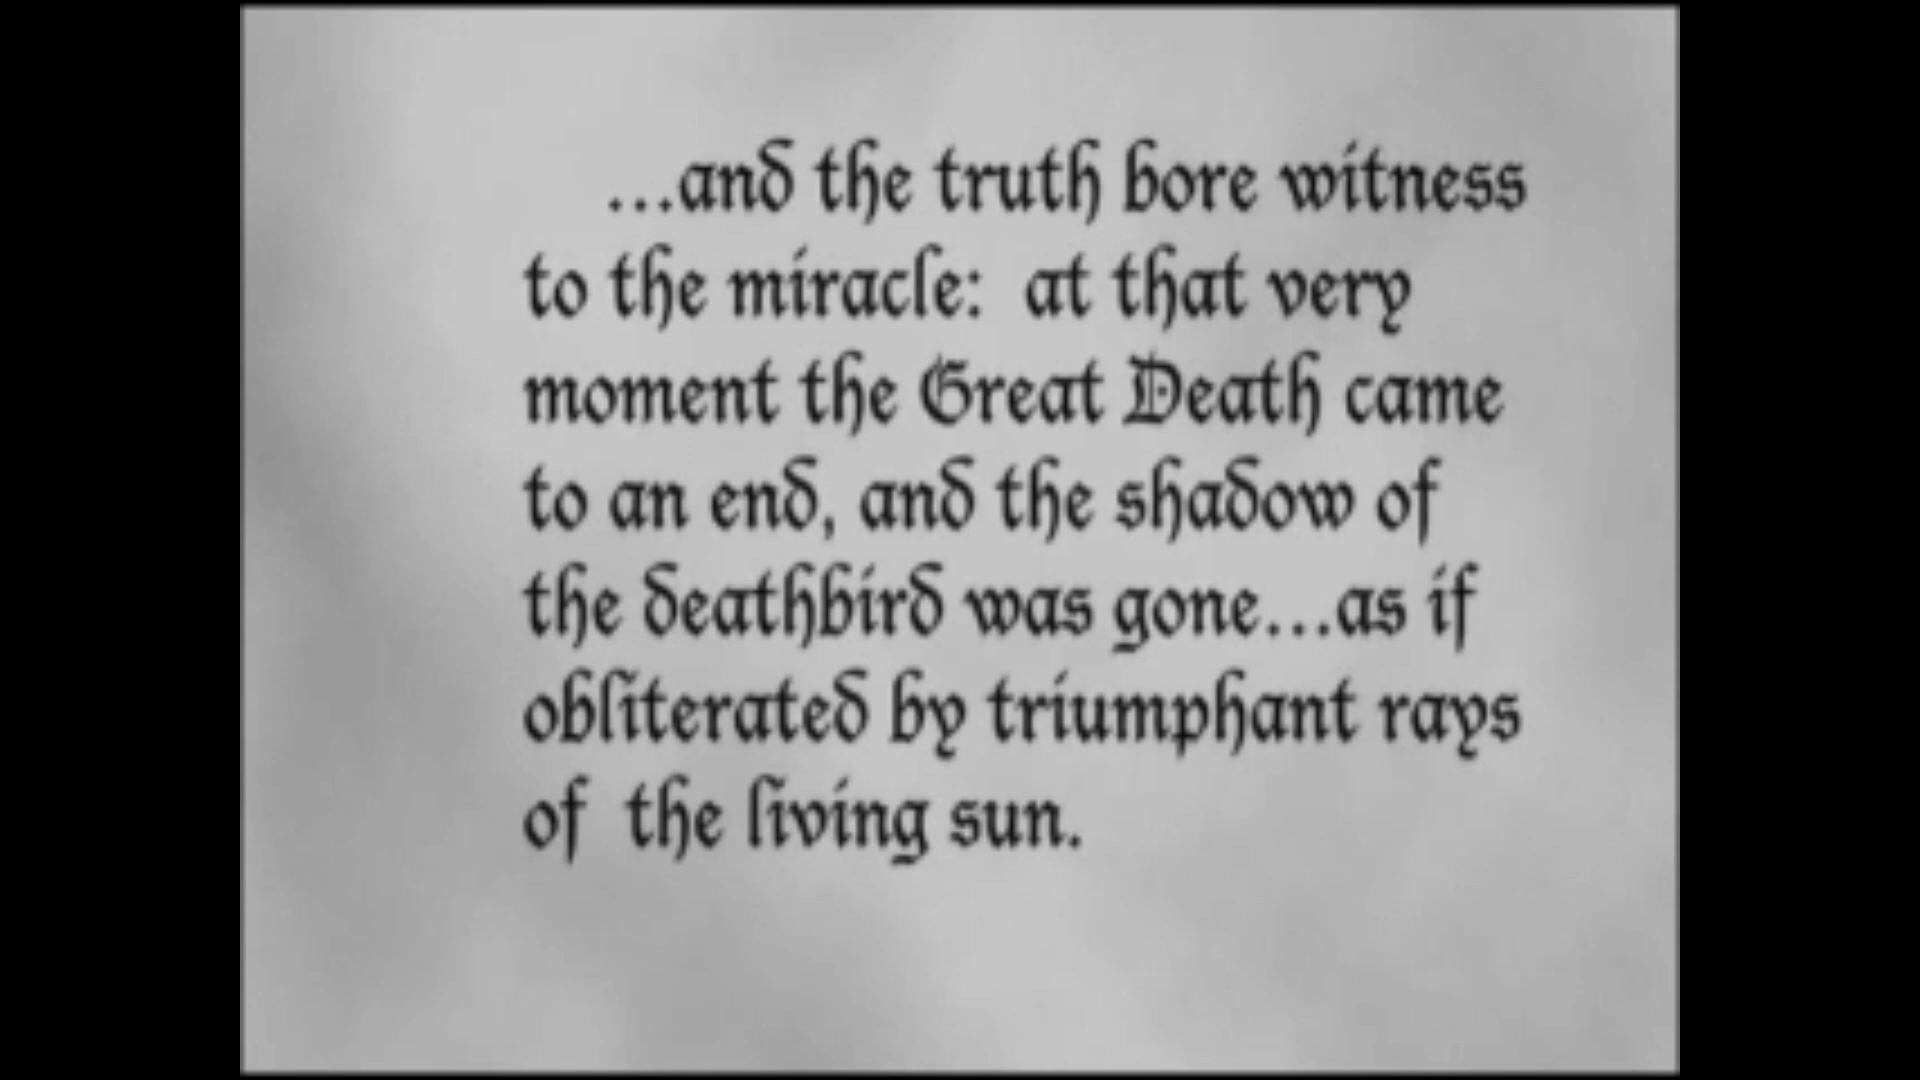 ...and the truth bore witness
to the miracle: at that very
moment the Great Death came
to an end, and the shadow of
the deathbird was gone...as if
obliterated by triumphant rays
of the living sun.